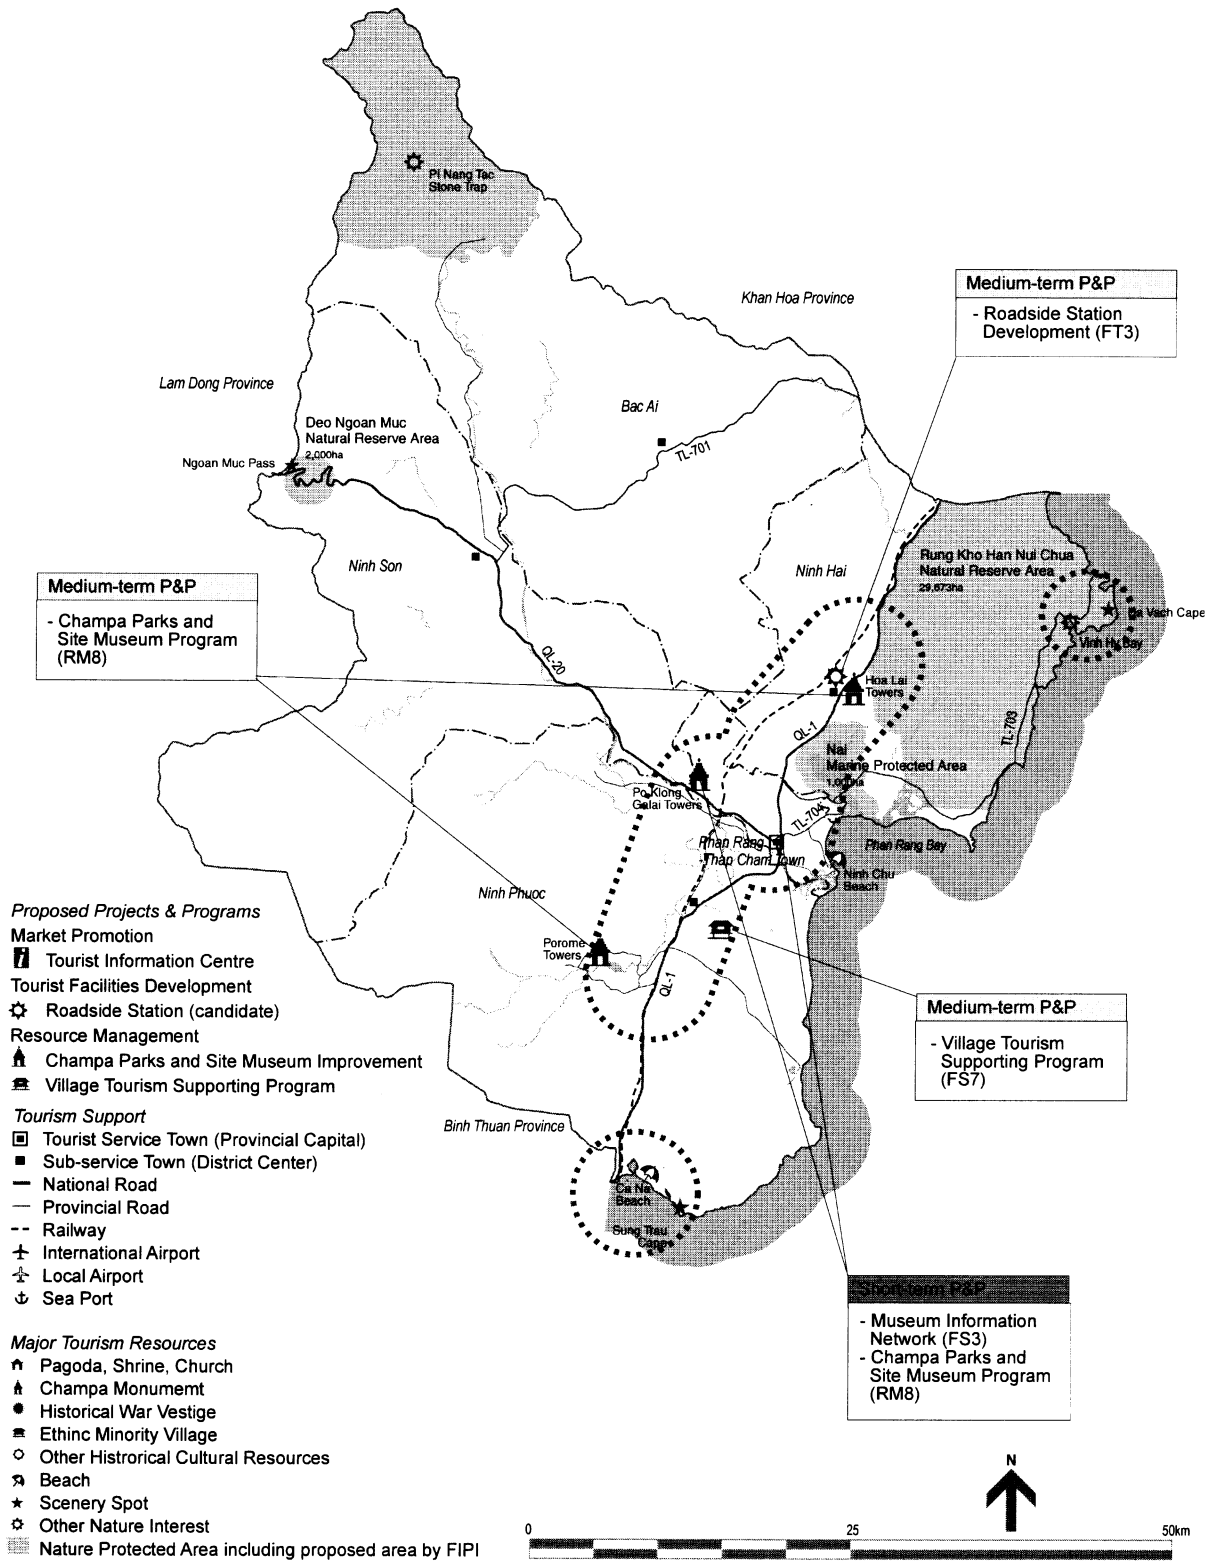 Pi Nang Tac
Stone Trap
Khan Hoa Province
Medium-term P&P
- Roadside Station
Development (FT3)
Lam Dong Province
Bac Ai
Deo Ngoan Muc
Natural Reserve Area
2,000ha
Ngoan Muc Pass
TL-701
Ninh Son
Ninh Hai
Rung Kho Han Nui Chua
Natural Reserve Area
29,673ha
Medium-term P&P
- Champa Parks and
Site Museum Program
(RM8)
Vach Cape
Vinh Hy Bay
QL-20
Hoa Lai
Towers
TL-703
QL-1
Nai
Marine Protected Area
Po Klong
Galai Towers
TL-704
Phan Rang
-Thap Cham Town
Phan Rang Bay
Ninh Chu
Beach
Ninh Phuoc
Porome
Towers
QL-1
Medium-term P&P
- Village Tourism
Supporting Program
(FS7)
Binh Thuan Province
Ca Na
Beach
Sung Trau
Cape
Short-term P&P
- Museum Information
Network (FS3)
- Champa Parks and
Site Museum Program
(RM8)
Proposed Projects & Programs
Market Promotion
Tourist Information Centre
Tourist Facilities Development
Roadside Station (candidate)
Resource Management
Champa Parks and Site Museum Improvement
Village Tourism Supporting Program
Tourism Support
Tourist Service Town (Provincial Capital)
Sub-service Town (District Center)
National Road
Provincial Road
Railway
International Airport
Local Airport
Sea Port
Major Tourism Resources
Pagoda, Shrine, Church
Champa Monumemt
Historical War Vestige
Ethinc Minority Village
Other Histrorical Cultural Resources
Beach
Scenery Spot
Other Nature Interest
Nature Protected Area including proposed area by FIPI
N
0
25
50km